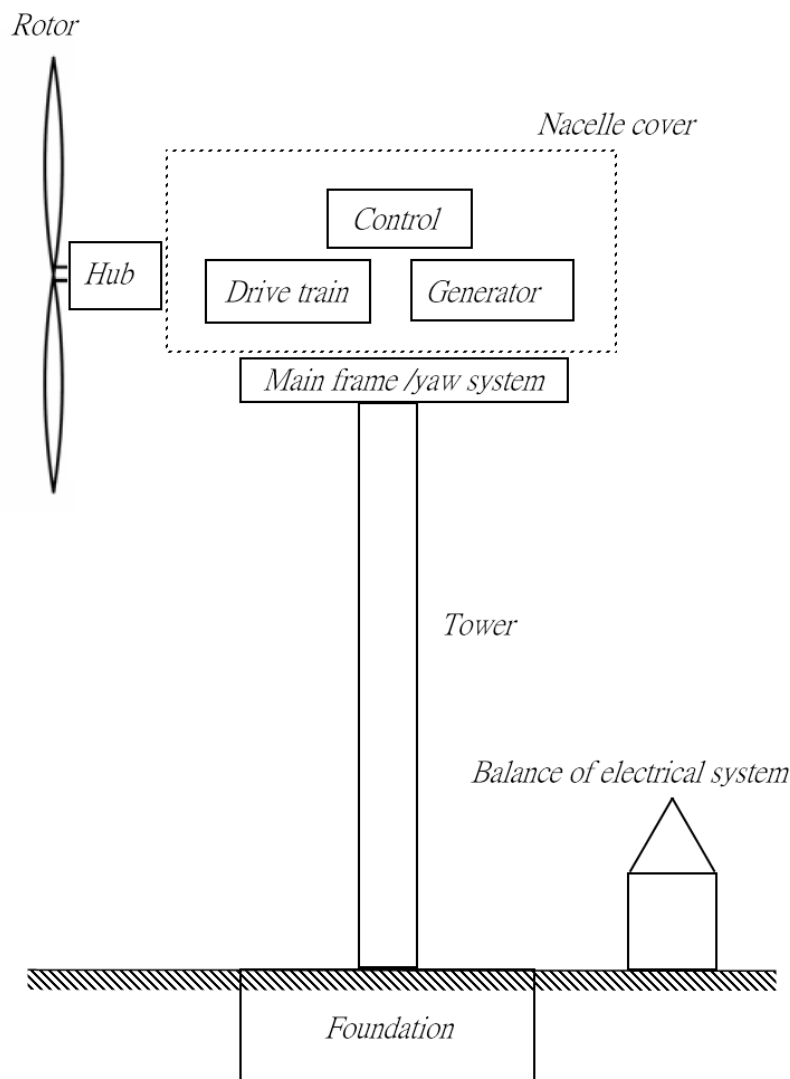 Rotor
Nacelle cover
Control
Hub
Drive train
Generator
Main frame /yaw system
Tower
Balance of electrical system
Foundation